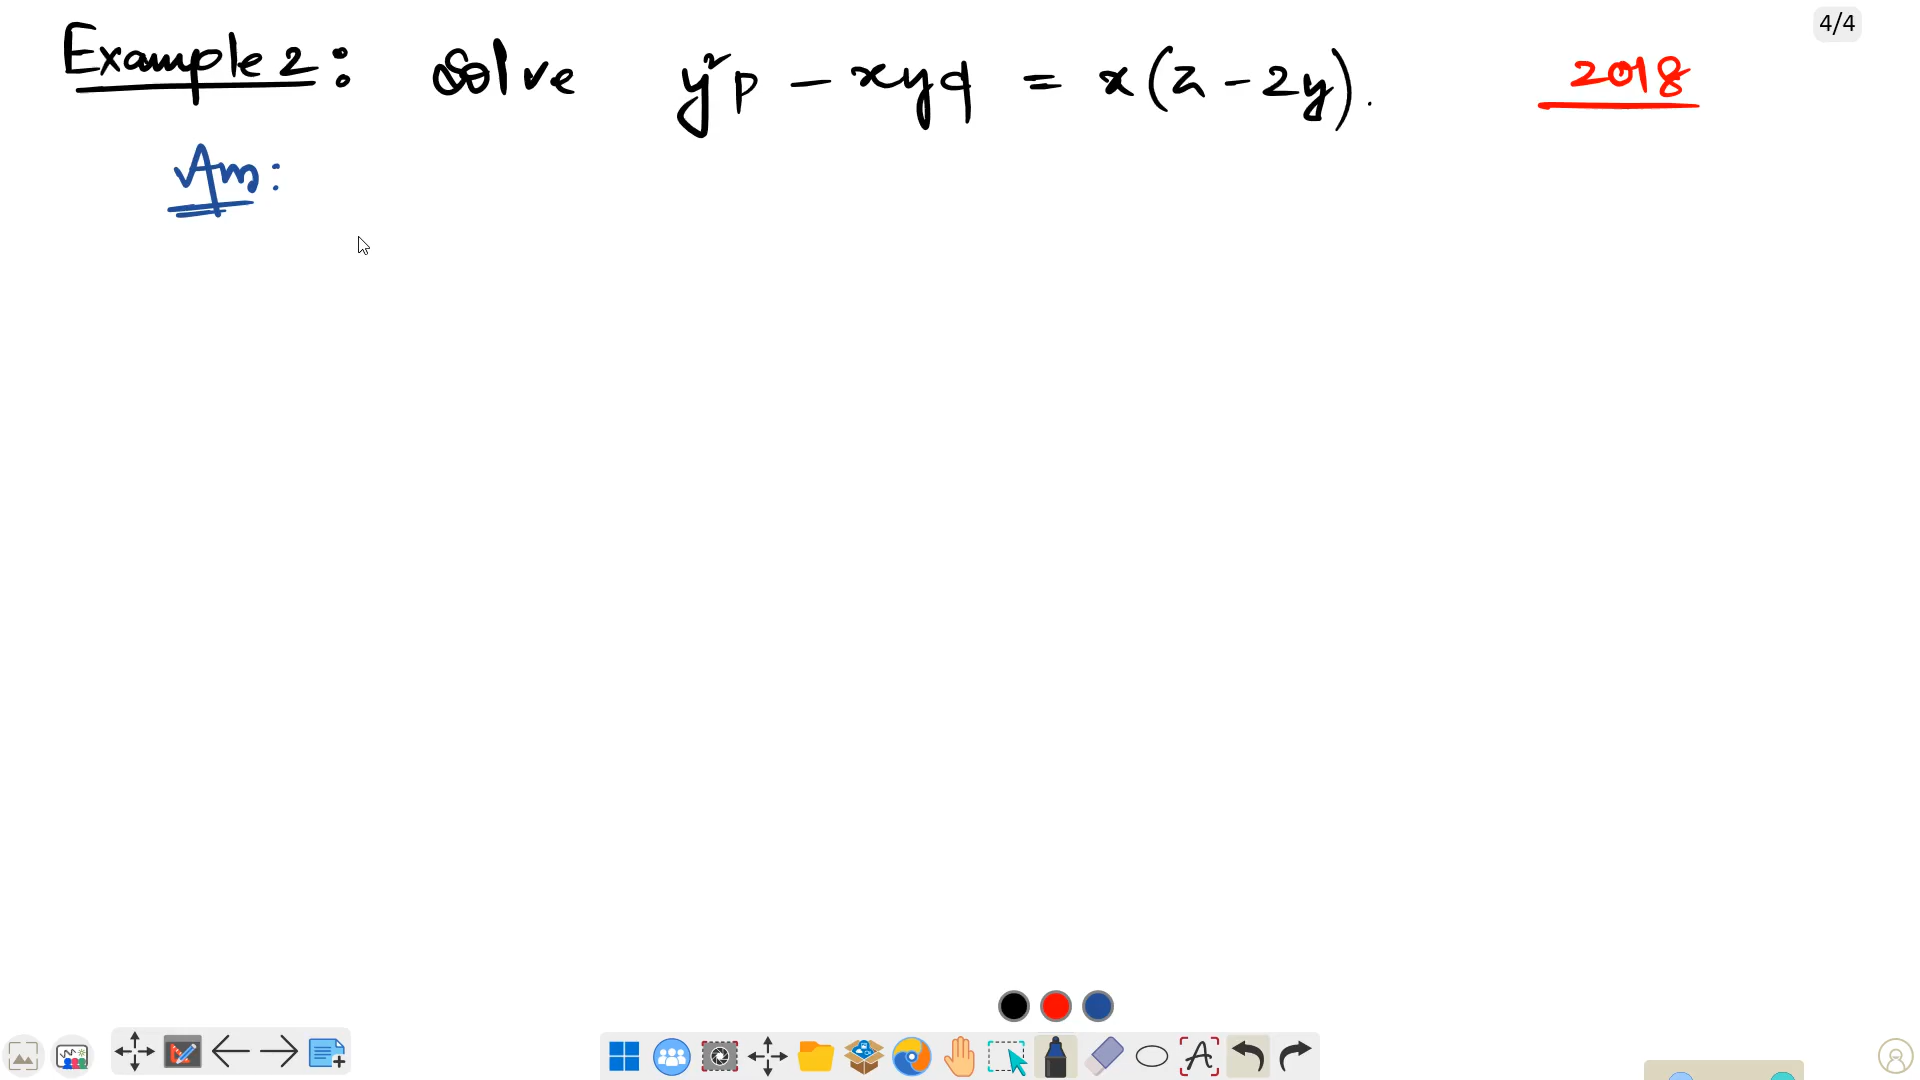 4/4
Example 2: Solve y²p - xyq = x(z - 2y). 2018
Ans: